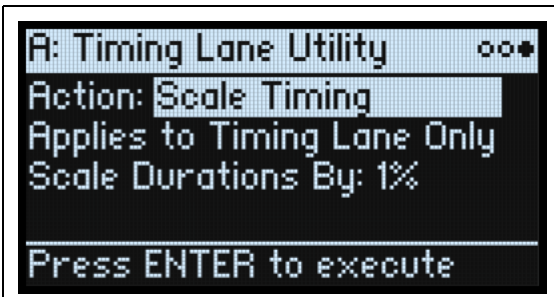 A: Timing Lane Utility
Action: Scale Timing
Applies to Timing Lane Only
Scale Durations By: 1%
Press ENTER to execute